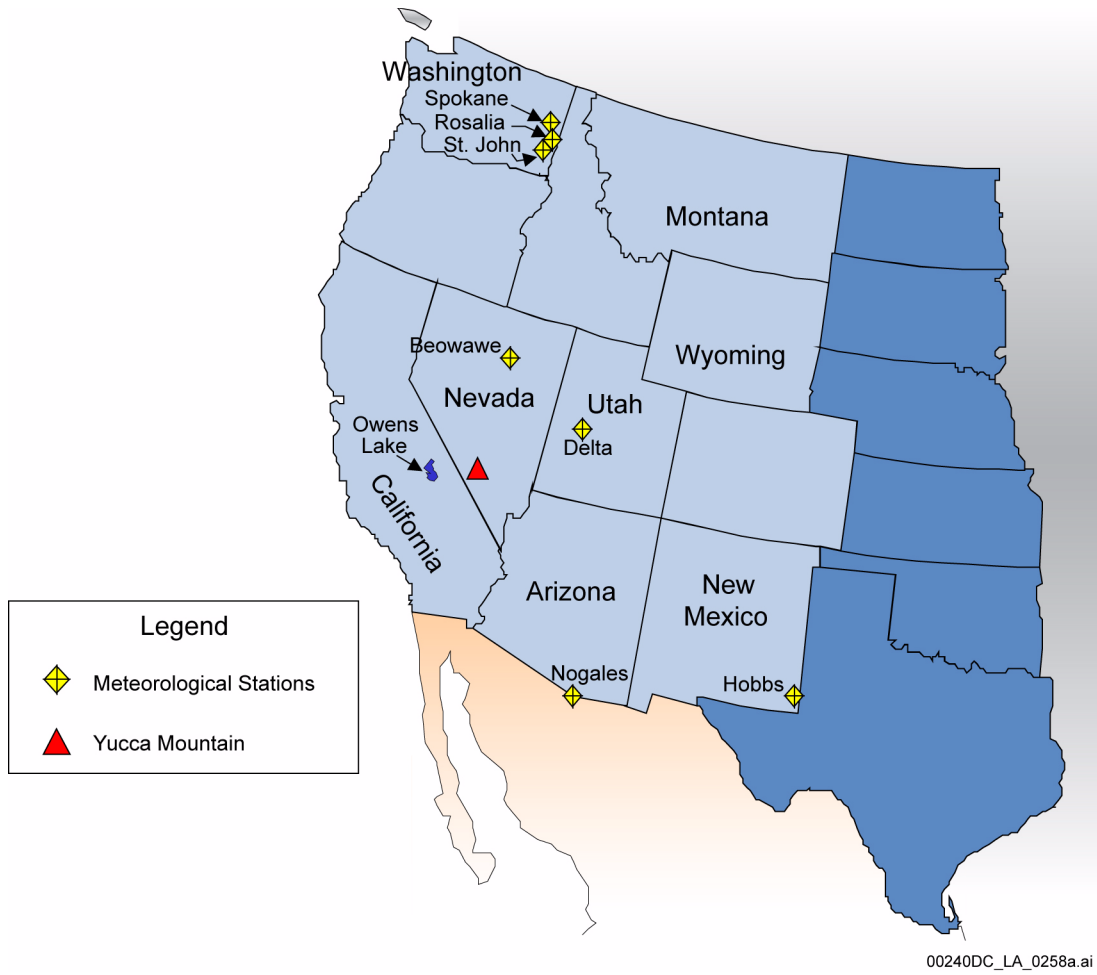 Washington
Spokane
Rosalia
St. John
Montana
Beowawe
Wyoming
Nevada
Utah
Owens
Lake
Delta
California
Arizona
New
Mexico
Nogales
Hobbs
Legend
Meteorological Stations
Yucca Mountain
00240DC_LA_0258a.ai